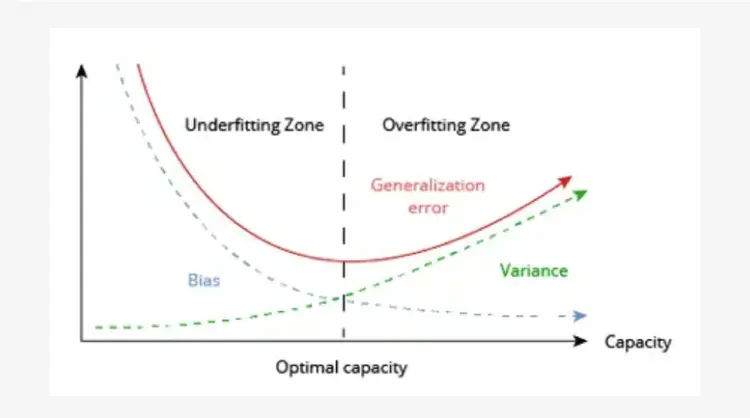 Underfitting Zone
Overfitting Zone
Generalization
error
Bias
Variance
Capacity
Optimal capacity